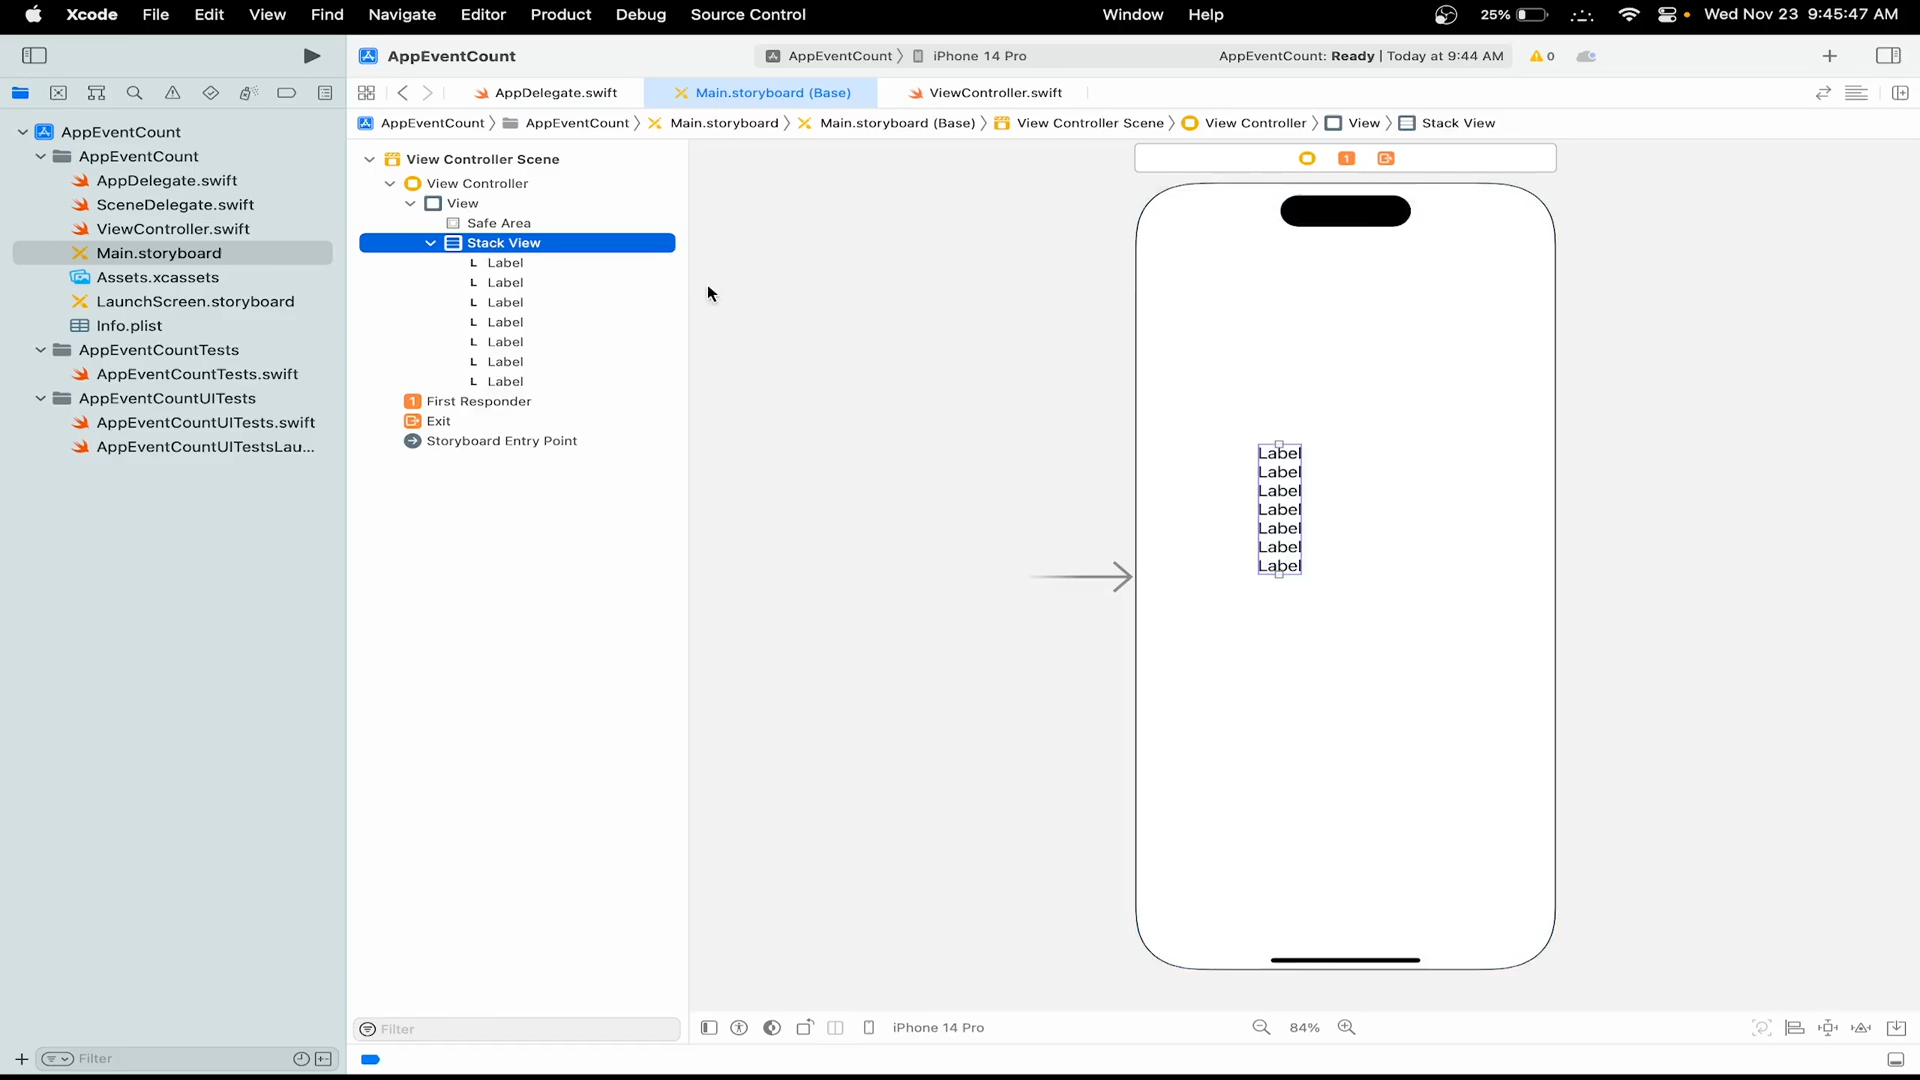 Xcode File Edit View Find Navigate Editor Product Debug Source Control Window Help 25% Wed Nov 23 9:45:47 AM
AppEventCount AppEventCount iPhone 14 Pro AppEventCount: Ready | Today at 9:44 AM 0
AppDelegate.swift Main.storyboard (Base) ViewController.swift
AppEventCount AppEventCount Main.storyboard Main.storyboard (Base) View Controller Scene View Controller View Stack View
AppEventCount
AppEventCount
AppDelegate.swift
SceneDelegate.swift
ViewController.swift
Main.storyboard
Assets.xcassets
LaunchScreen.storyboard
Info.plist
AppEventCountTests
AppEventCountTests.swift
AppEventCountUITests
AppEventCountUITests.swift
AppEventCountUITestsLau...
View Controller Scene
View Controller
View
Safe Area
Stack View
L Label
L Label
L Label
L Label
L Label
L Label
L Label
1 First Responder
Exit
Storyboard Entry Point
1
Label
Label
Label
Label
Label
Label
Label
Filter
iPhone 14 Pro 84%
Filter